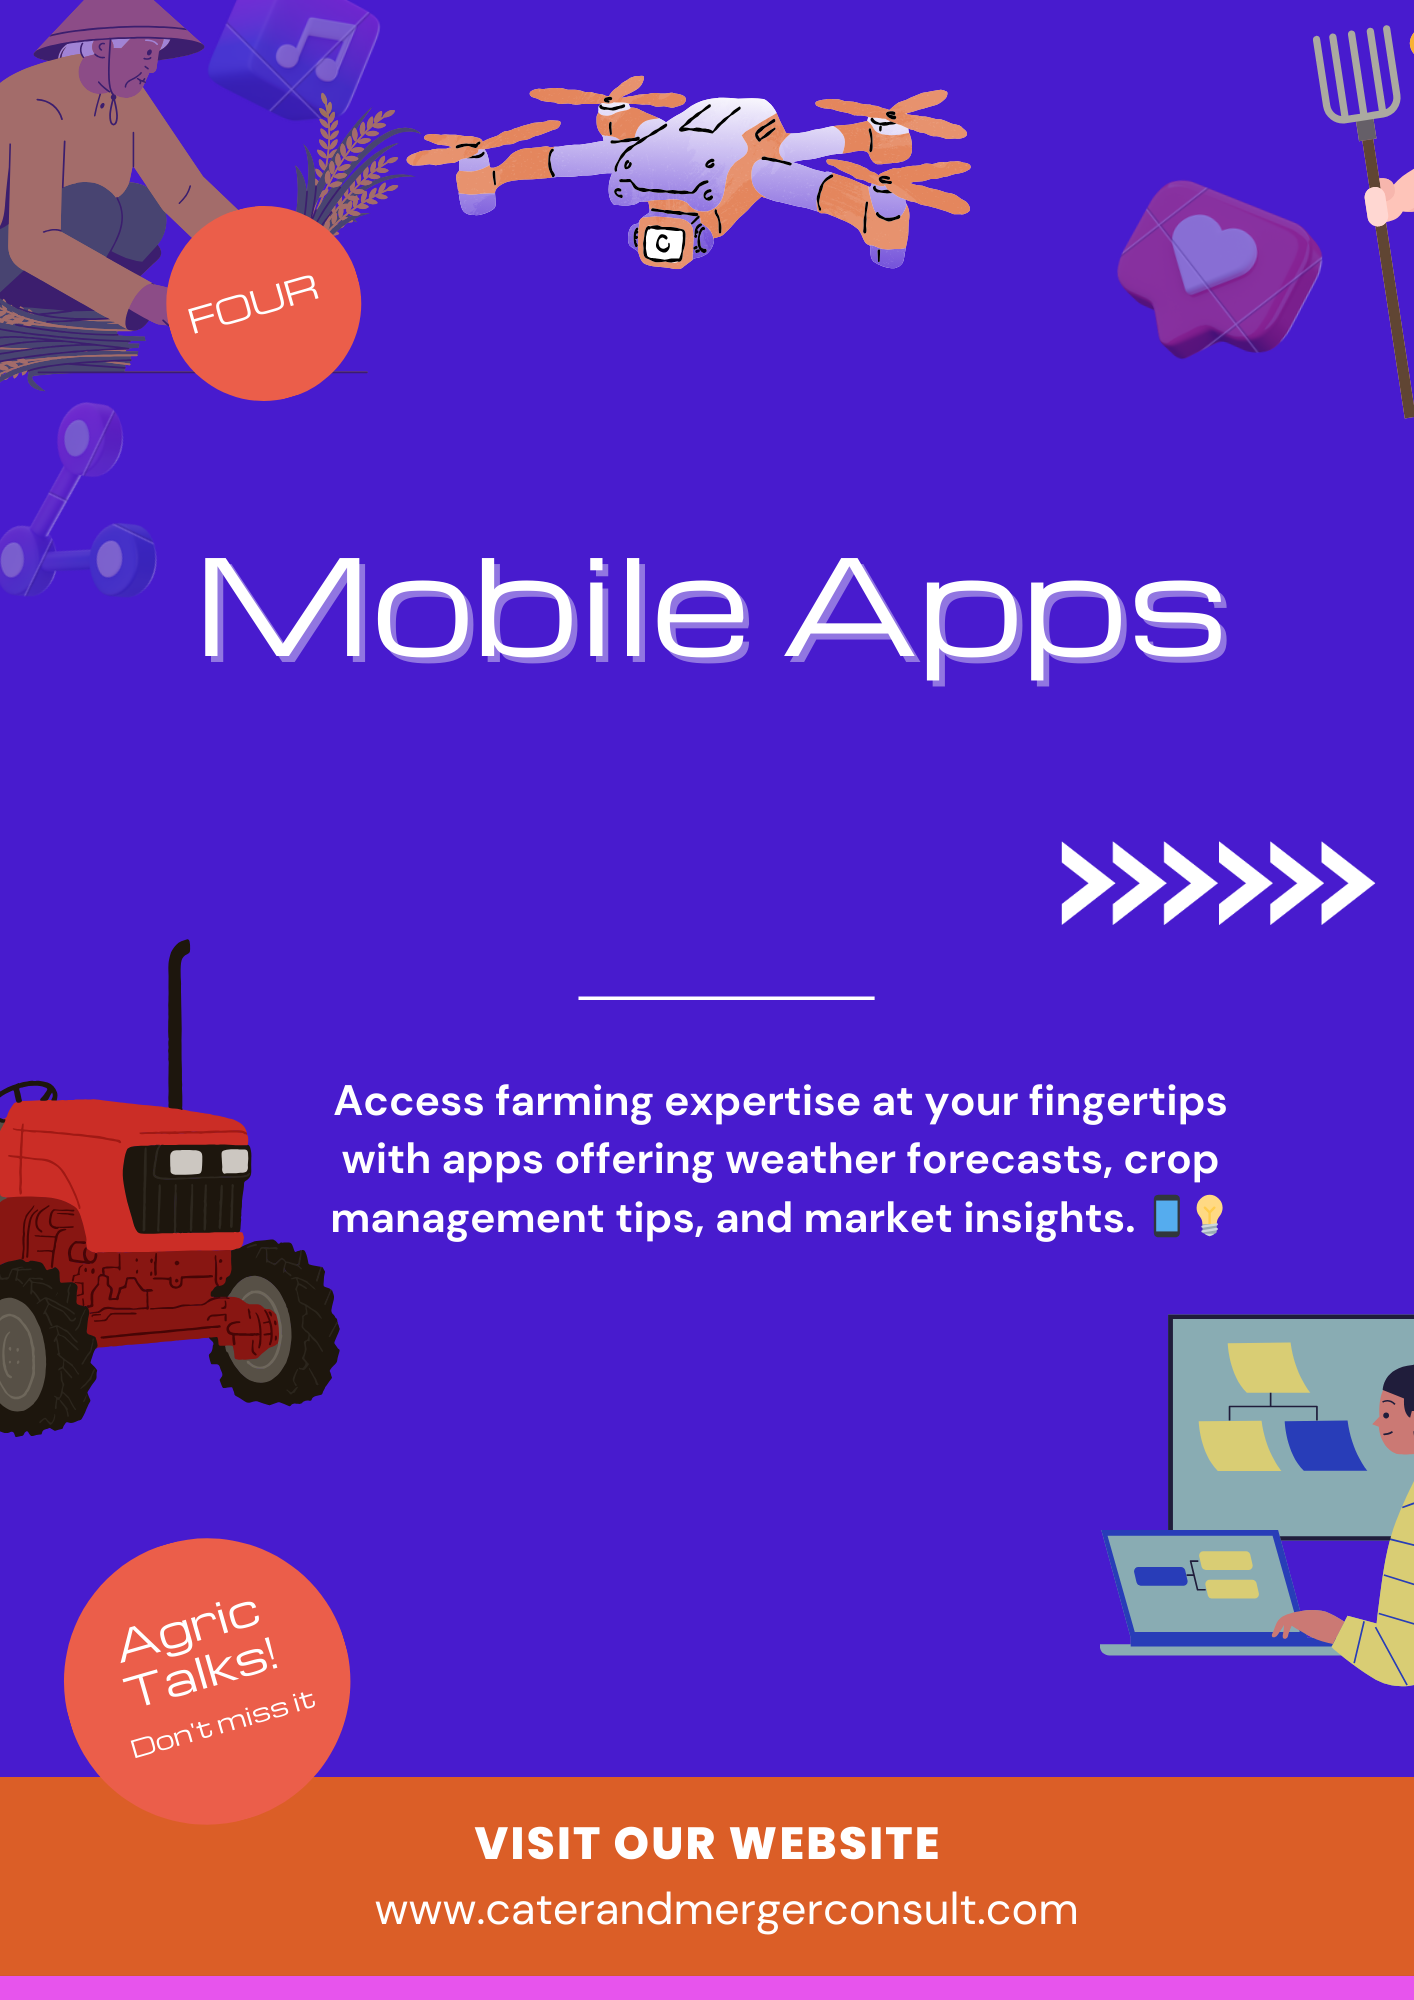 FOUR
C
Mobile Apps
Access farming expertise at your fingertips
with apps offering weather forecasts, crop
management tips, and market insights. 📱💡
Agric
Talks!
Don't miss it
VISIT OUR WEBSITE
www.caterandmergerconsult.com